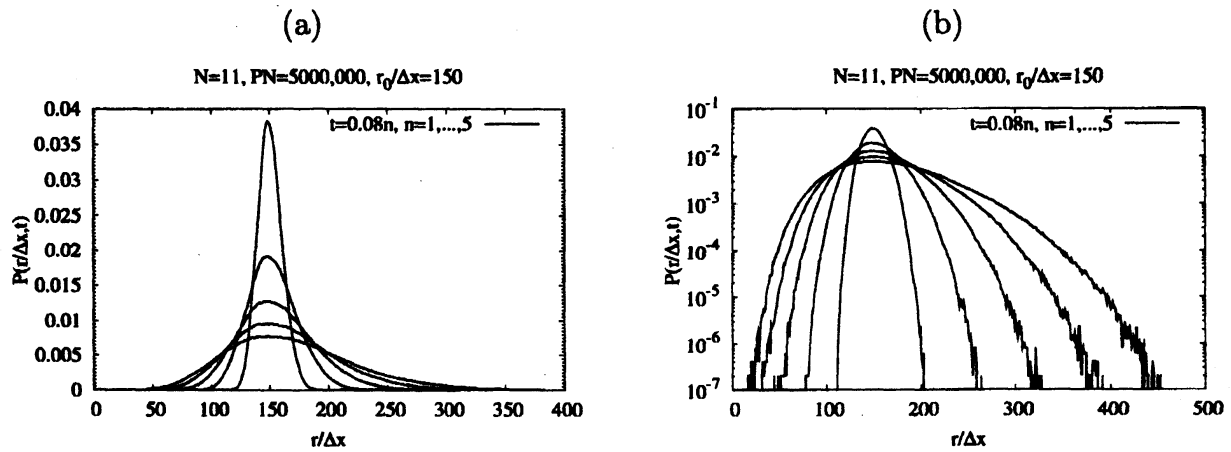 (a)
N=11, PN=5000,000, r₀/Δx=150
t=0.08n, n=1,...,5
P(r/Δx,t)
0.04
0.035
0.03
0.025
0.02
0.015
0.01
0.005
0
0 50 100 150 200 250 300 350 400
r/Δx
(b)
N=11, PN=5000,000, r₀/Δx=150
t=0.08n, n=1,...,5
P(r/Δx,t)
10⁻¹
10⁻²
10⁻³
10⁻⁴
10⁻⁵
10⁻⁶
10⁻⁷
0 100 200 300 400 500
r/Δx